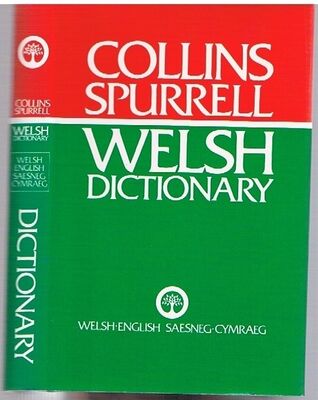 COLLINS
SPURRELL
WELSH
DICTIONARY
WELSH
ENGLISH
SAESNEG
CYMRAEG
DICTIONARY
COLLINS
SPURRELL
WELSH
DICTIONARY
WELSH·ENGLISH SAESNEG·CYMRAEG